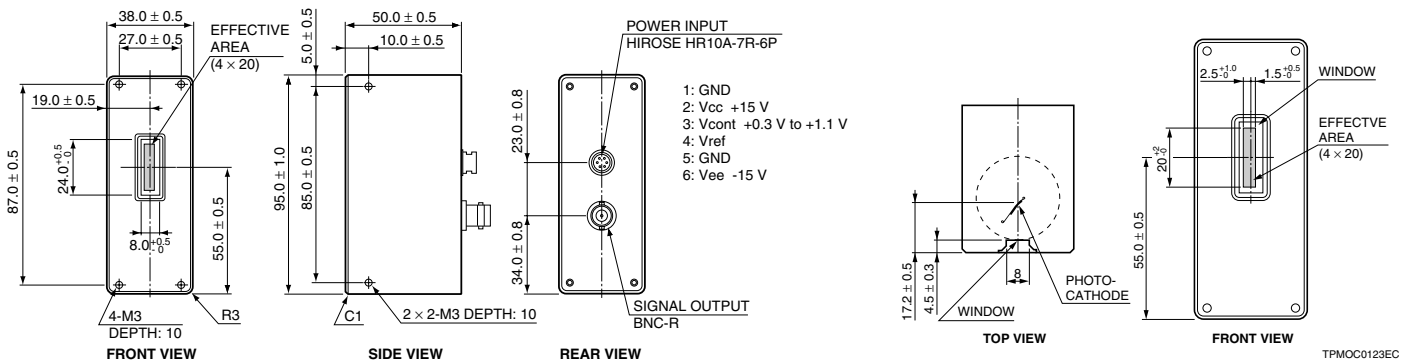 38.0 ± 0.5
27.0 ± 0.5
EFFECTIVE
AREA
(4 × 20)
19.0 ± 0.5
87.0 ± 0.5
24.0 +0.5 -0
8.0 +0.5 -0
55.0 ± 0.5
4-M3
DEPTH: 10
R3
FRONT VIEW
50.0 ± 0.5
10.0 ± 0.5
5.0 ± 0.5
95.0 ± 1.0
85.0 ± 0.5
C1
2 × 2-M3 DEPTH: 10
SIDE VIEW
POWER INPUT
HIROSE HR10A-7R-6P
1: GND
2: Vcc +15 V
3: Vcont +0.3 V to +1.1 V
4: Vref
5: GND
6: Vee -15 V
23.0 ± 0.8
34.0 ± 0.8
SIGNAL OUTPUT
BNC-R
REAR VIEW
17.2 ± 0.5
4.5 ± 0.3
8
WINDOW
PHOTO-
CATHODE
TOP VIEW
2.5 +1.0 -0
1.5 +0.5 -0
WINDOW
EFFECTVE
AREA
(4 × 20)
20 +2 -0
55.0 ± 0.5
FRONT VIEW
TPMOC0123EC